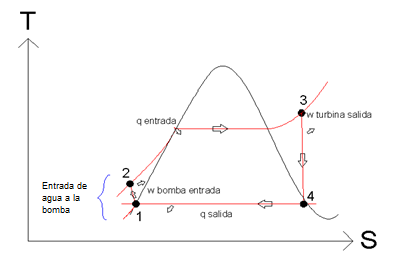 T
3
q entrada
w turbina salida
2
Entrada de
agua a la
bomba
w bomba entrada
1
q salida
4
S